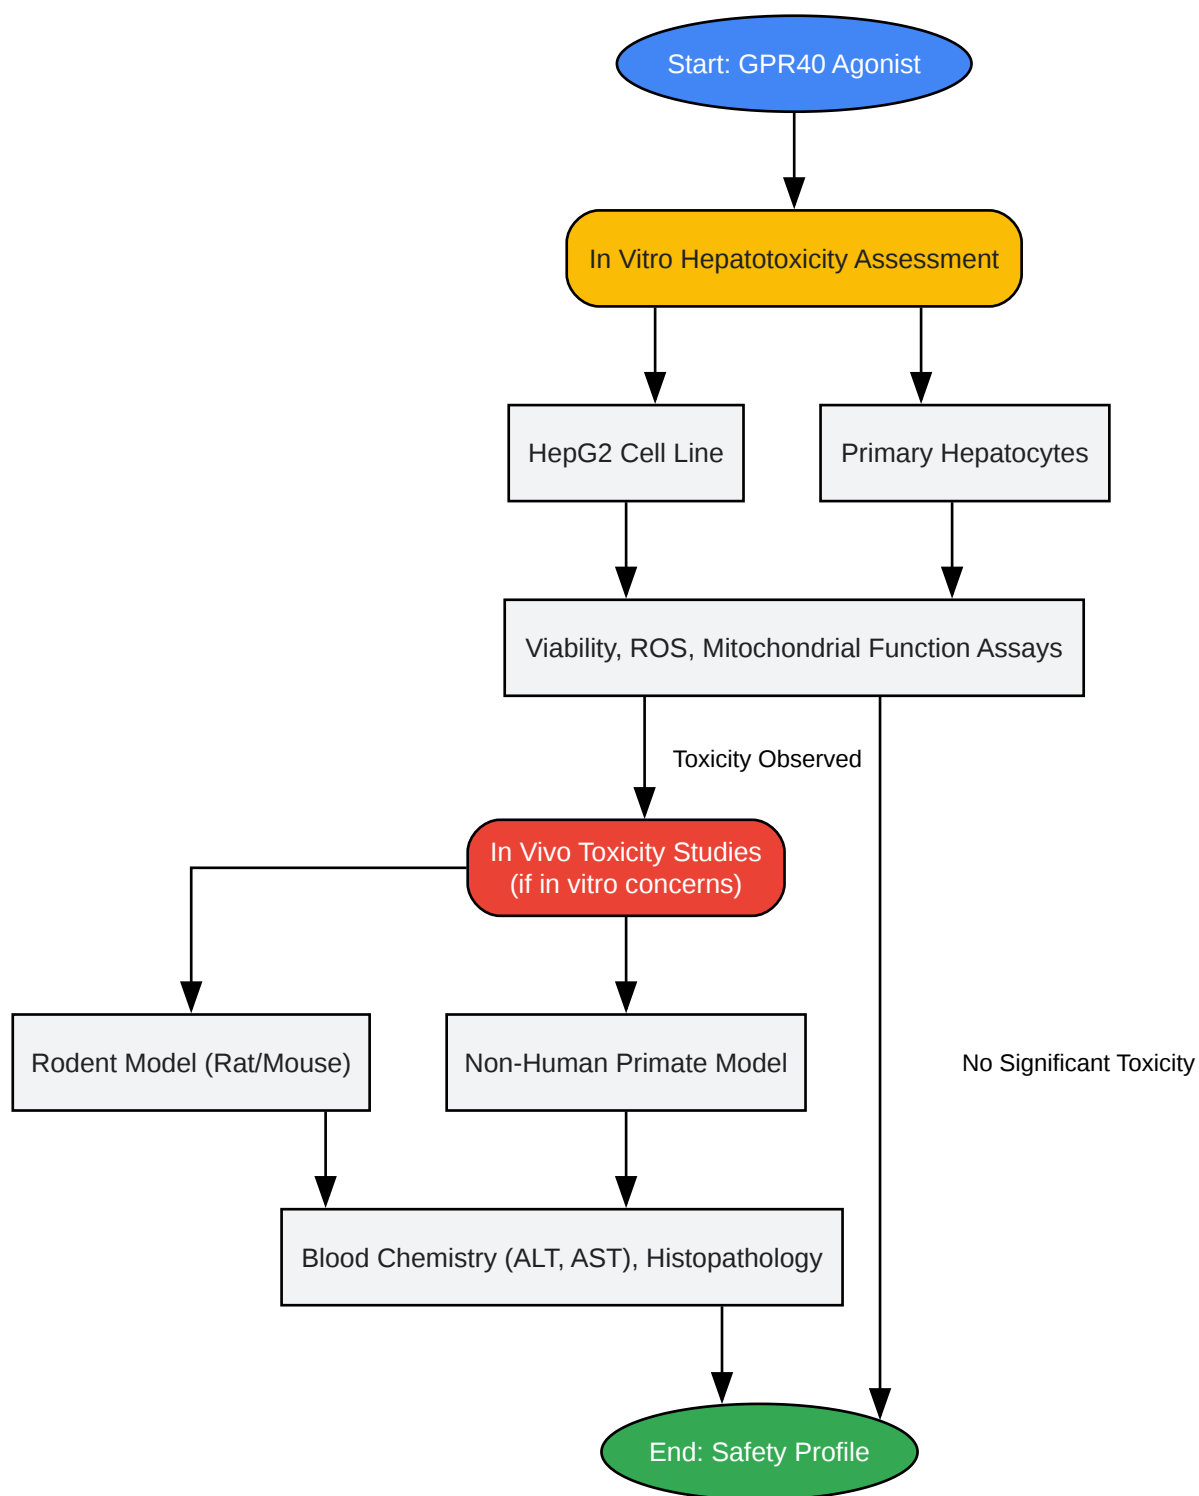 Start: GPR40 Agonist
In Vitro Hepatotoxicity Assessment
HepG2 Cell Line
Primary Hepatocytes
Viability, ROS, Mitochondrial Function Assays
Toxicity Observed
In Vivo Toxicity Studies
(if in vitro concerns)
Rodent Model (Rat/Mouse)
Non-Human Primate Model
No Significant Toxicity
Blood Chemistry (ALT, AST), Histopathology
End: Safety Profile